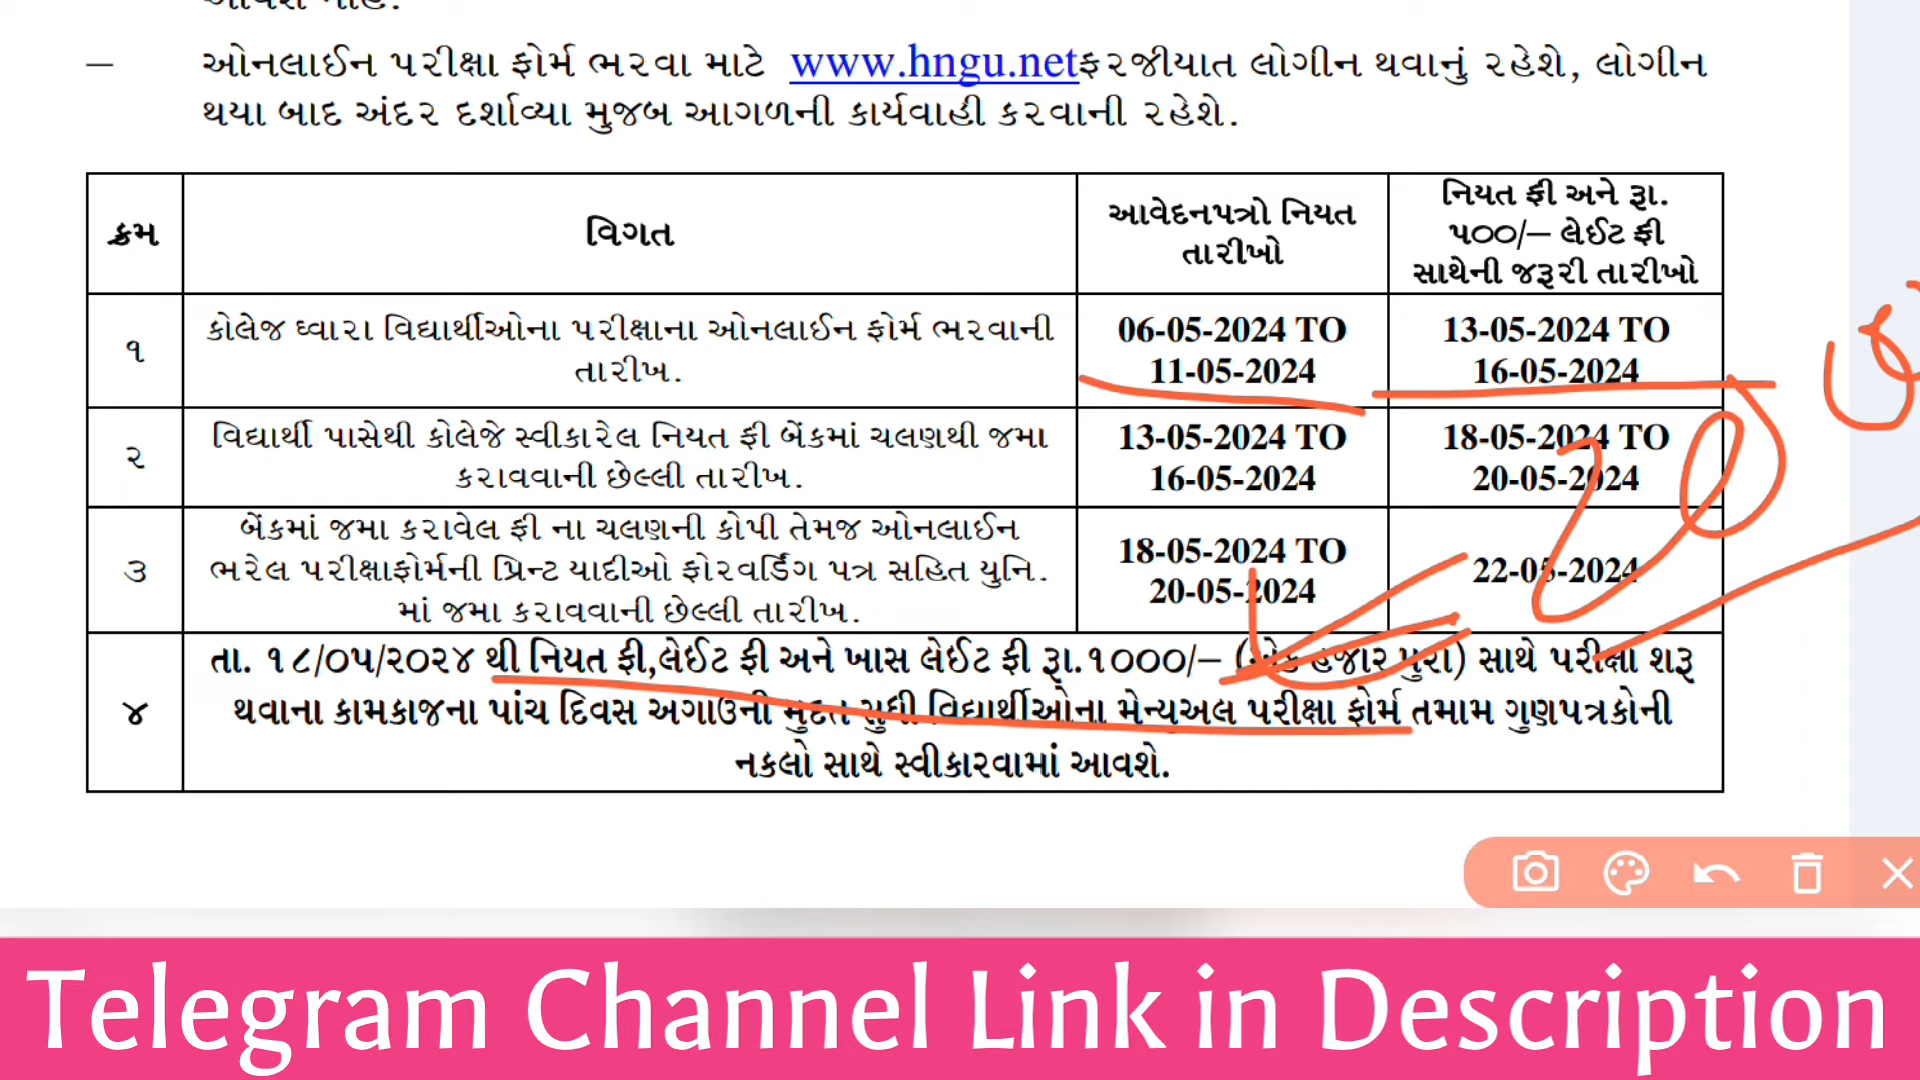 — ઓનલાઈન પરીક્ષા ફોર્મ ભરવા માટે www.hngu.netફરજીયાત લોગીન થવાનું રહેશે, લોગીન
થયા બાદ અંદર દર્શાવ્યા મુજબ આગળની કાર્યવાહી કરવાની રહેશે.
ક્રમ
વિગત
આવેદનપત્રો નિયત
તારીખો
નિયત ફી અને રૂા.
૫૦૦/– લેઈટ ફી
સાથેની જરૂરી તારીખો
૧
કોલેજ ધ્વારા વિદ્યાર્થીઓના પરીક્ષાના ઓનલાઈન ફોર્મ ભરવાની
તારીખ.
06-05-2024 TO
11-05-2024
13-05-2024 TO
16-05-2024
૨
વિદ્યાર્થી પાસેથી કોલેજે સ્વીકારેલ નિયત ફી બેંકમાં ચલણથી જમા
કરાવવાની છેલ્લી તારીખ.
13-05-2024 TO
16-05-2024
18-05-2024 TO
20-05-2024
૩
બેંકમાં જમા કરાવેલ ફી ના ચલણની કોપી તેમજ ઓનલાઈન
ભરેલ પરીક્ષાફોર્મની પ્રિન્ટ યાદીઓ ફોરવર્ડિંગ પત્ર સહિત યુનિ.
માં જમા કરાવવાની છેલ્લી તારીખ.
18-05-2024 TO
20-05-2024
22-05-2024
૪
તા. ૧૮/૦૫/૨૦૨૪ થી નિયત ફી,લેઈટ ફી અને ખાસ લેઈટ ફી રૂા.૧૦૦૦/– (એક હજાર પુરા) સાથે પરીક્ષા શરૂ
થવાના કામકાજના પાંચ દિવસ અગાઉની મુદત સુધી વિદ્યાર્થીઓના મેન્યુઅલ પરીક્ષા ફોર્મ તમામ ગુણપત્રકોની
નકલો સાથે સ્વીકારવામાં આવશે.
Telegram Channel Link in Description